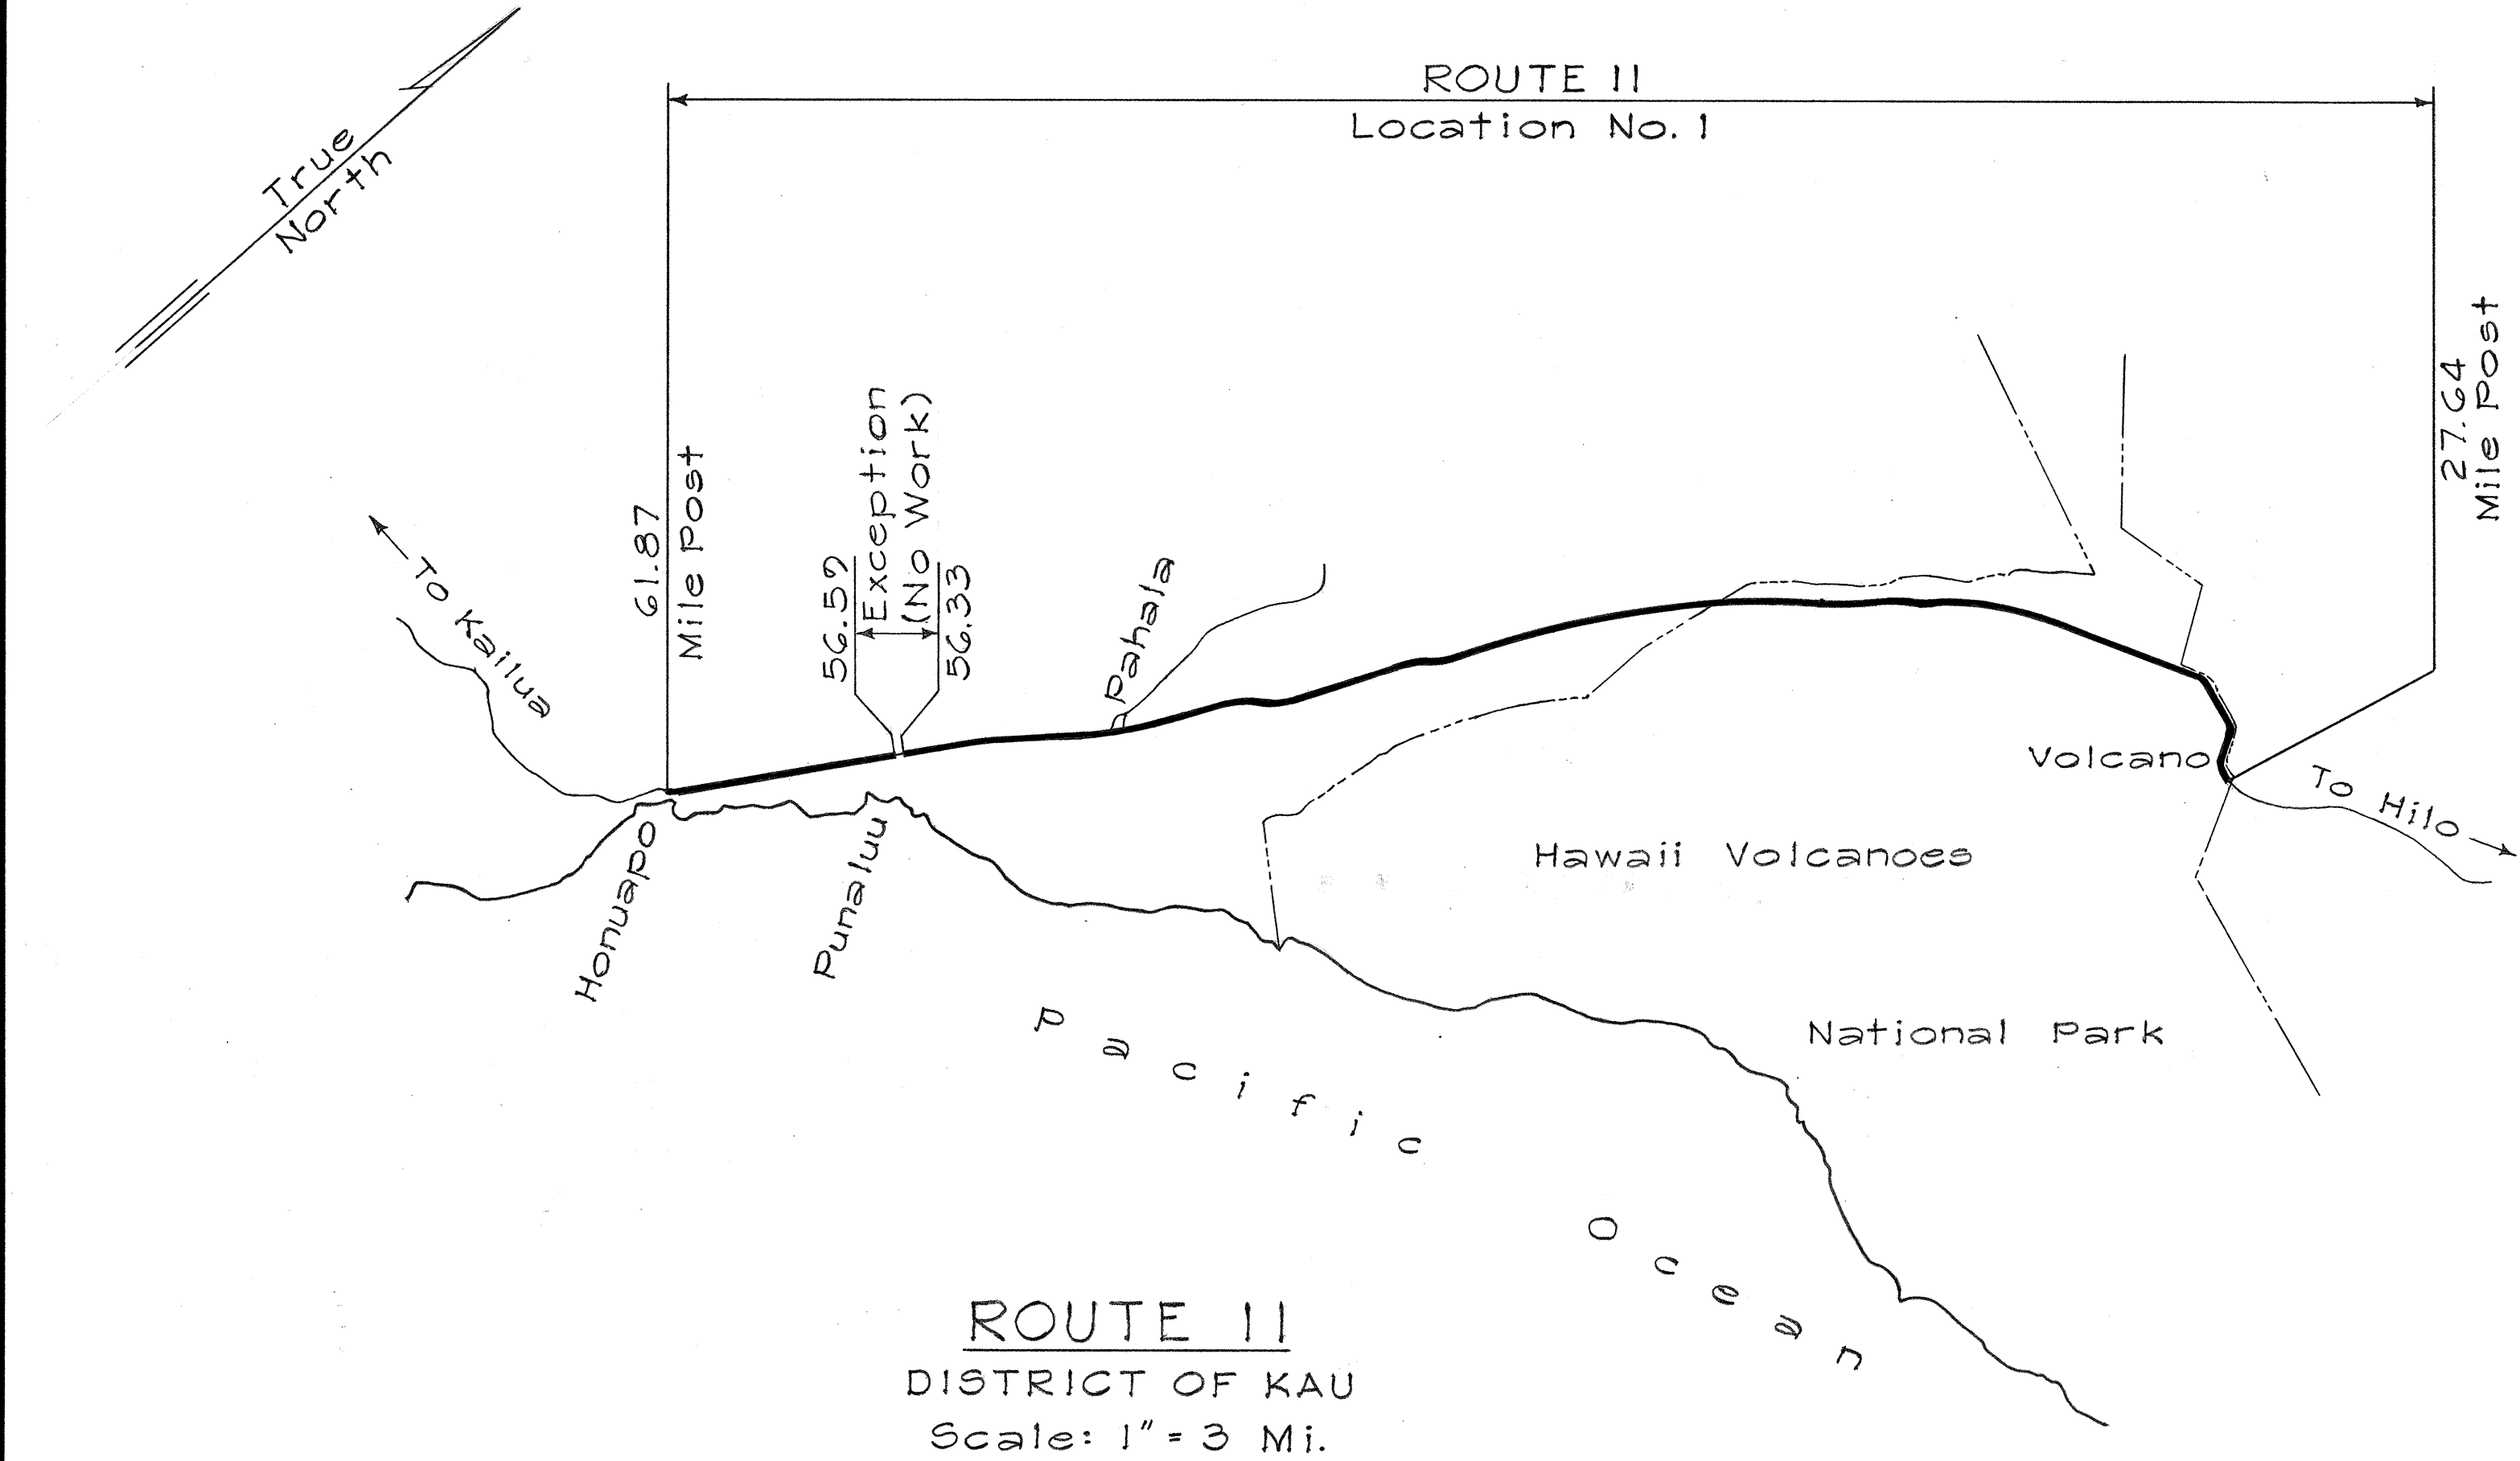 ROUTE 11
Location No. 1
True
North
61.87
Mile Post
56.59
Exception
(No Work)
56.33
27.64
Mile Post
To Kailua
Pahala
Volcano
To Hilo
Honuapo
Punaluu
Hawaii Volcanoes
National Park
Pacific
Ocean
ROUTE 11
DISTRICT OF KAU
Scale: 1" = 3 Mi.